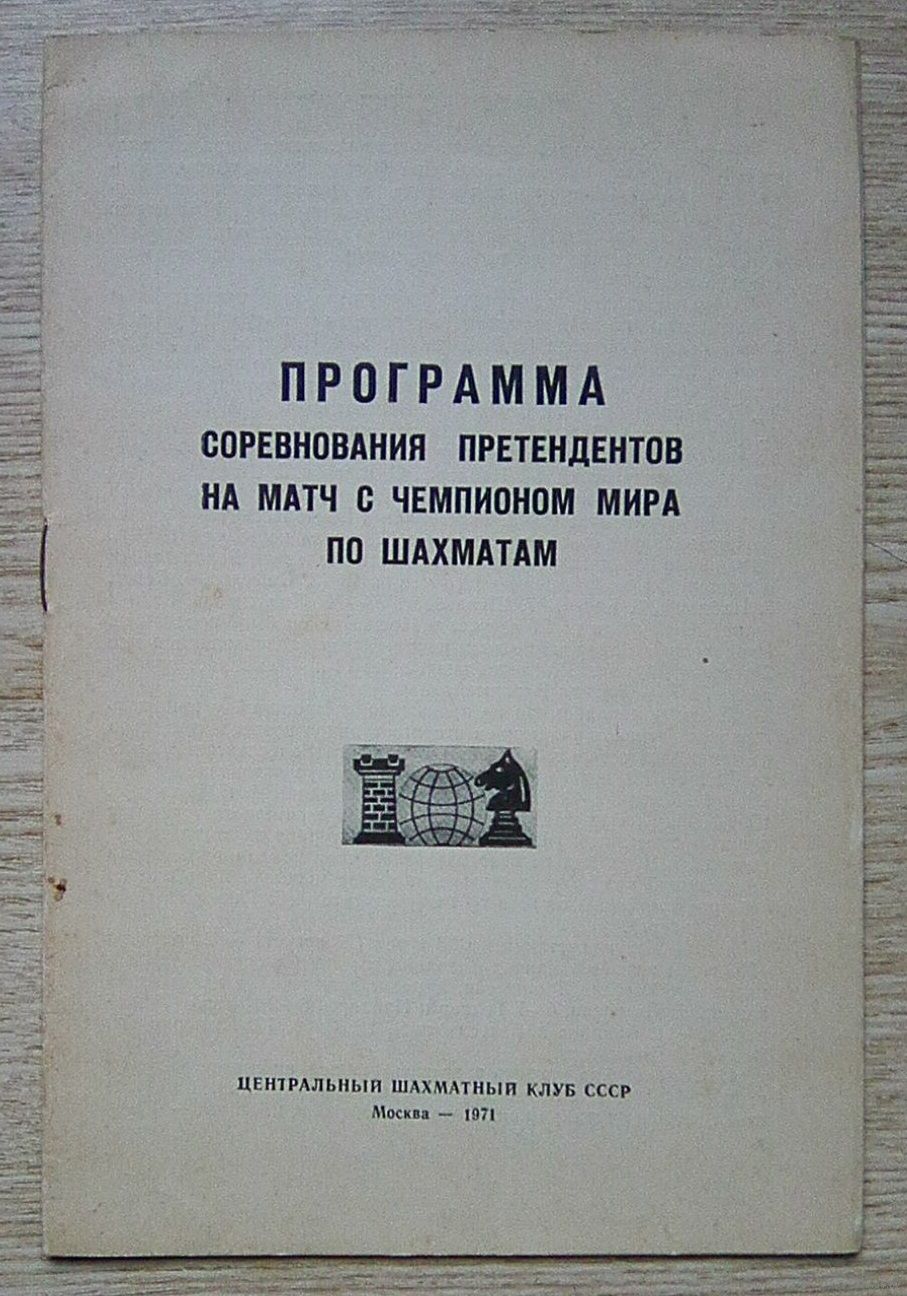 ПРОГРАММА
СОРЕВНОВАНИЯ ПРЕТЕНДЕНТОВ
НА МАТЧ С ЧЕМПИОНОМ МИРА
ПО ШАХМАТАМ
ЦЕНТРАЛЬНЫЙ ШАХМАТНЫЙ КЛУБ СССР
Москва — 1971